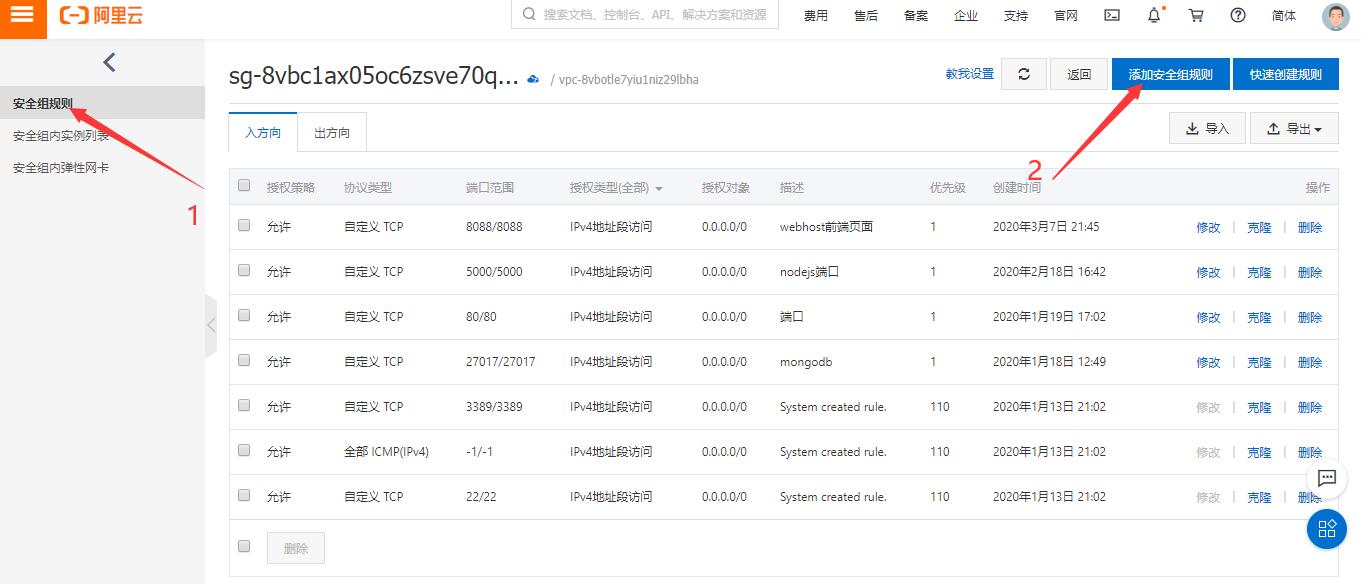 阿里云
搜索文档、控制台、API、解决方案和资源
费用 售后 备案 企业 支持 官网 简体
sg-8vbc1ax05oc6zsve70q... / vpc-8vbotle7yiu1niz29lbha
教我设置 返回 添加安全组规则 快速创建规则
安全组规则
安全组内实例列表
安全组内弹性网卡
1
入方向 出方向
导入 导出
2
授权策略 协议类型 端口范围 授权类型(全部) 授权对象 描述 优先级 创建时间 操作
允许 自定义 TCP 8088/8088 IPv4地址段访问 0.0.0.0/0 webhost前端页面 1 2020年3月7日 21:45 修改 克隆 删除
允许 自定义 TCP 5000/5000 IPv4地址段访问 0.0.0.0/0 nodejs端口 1 2020年2月18日 16:42 修改 克隆 删除
允许 自定义 TCP 80/80 IPv4地址段访问 0.0.0.0/0 端口 1 2020年1月19日 17:02 修改 克隆 删除
允许 自定义 TCP 27017/27017 IPv4地址段访问 0.0.0.0/0 mongodb 1 2020年1月18日 12:49 修改 克隆 删除
允许 自定义 TCP 3389/3389 IPv4地址段访问 0.0.0.0/0 System created rule. 110 2020年1月13日 21:02 修改 克隆 删除
允许 全部 ICMP(IPv4) -1/-1 IPv4地址段访问 0.0.0.0/0 System created rule. 110 2020年1月13日 21:02 修改 克隆 删除
允许 自定义 TCP 22/22 IPv4地址段访问 0.0.0.0/0 System created rule. 110 2020年1月13日 21:02 修改 克隆 删除
删除